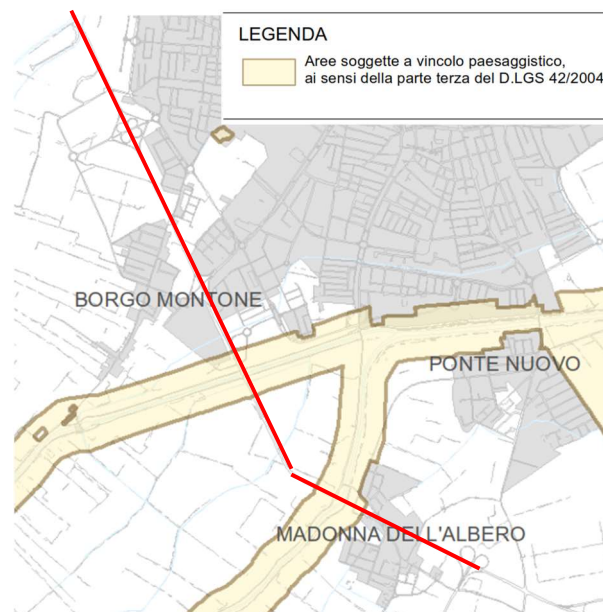 LEGENDA
Aree soggette a vincolo paesaggistico,
ai sensi della parte terza del D.LGS 42/2004
BORGO MONTONE
PONTE NUOVO
MADONNA DELL'ALBERO